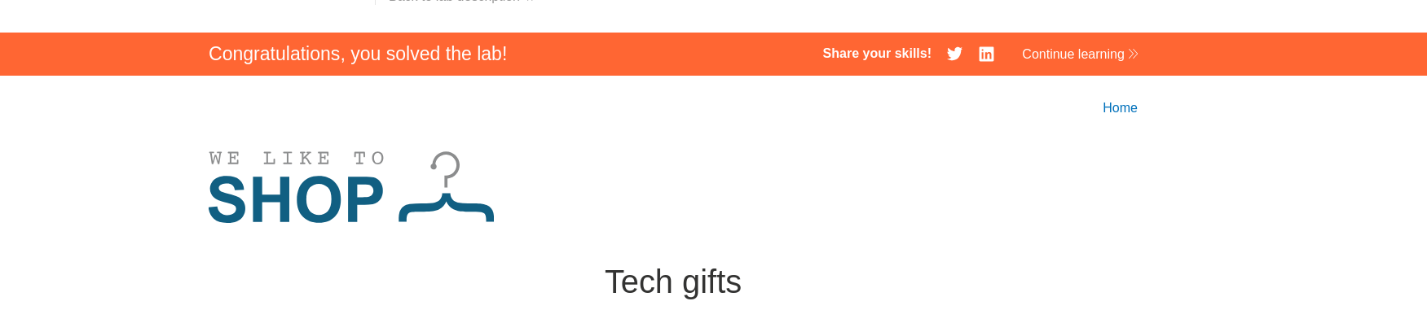 Congratulations, you solved the lab!
Share your skills!
Continue learning
Home
WE LIKE TO
SHOP
Tech gifts